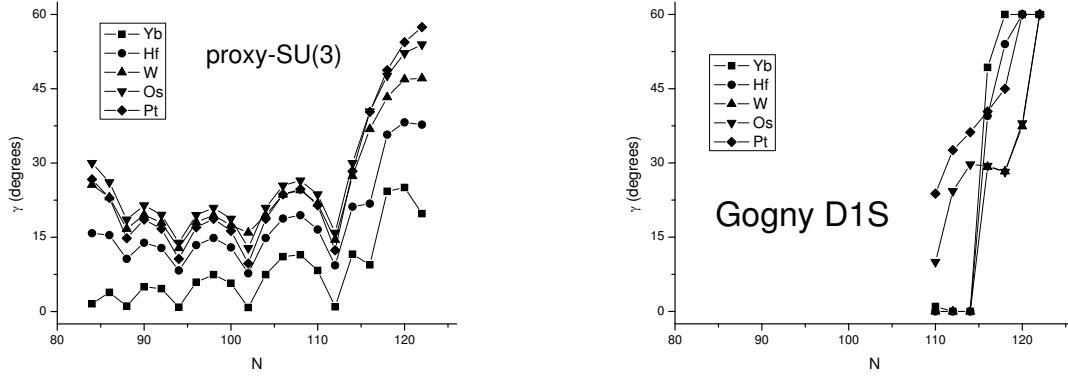 60
45
30
15
0
γ (degrees)
Yb
Hf
W
Os
Pt
proxy-SU(3)
80 90 100 110 120
N
60
45
30
15
0
γ (degrees)
Yb
Hf
W
Os
Pt
Gogny D1S
80 90 100 110 120
N